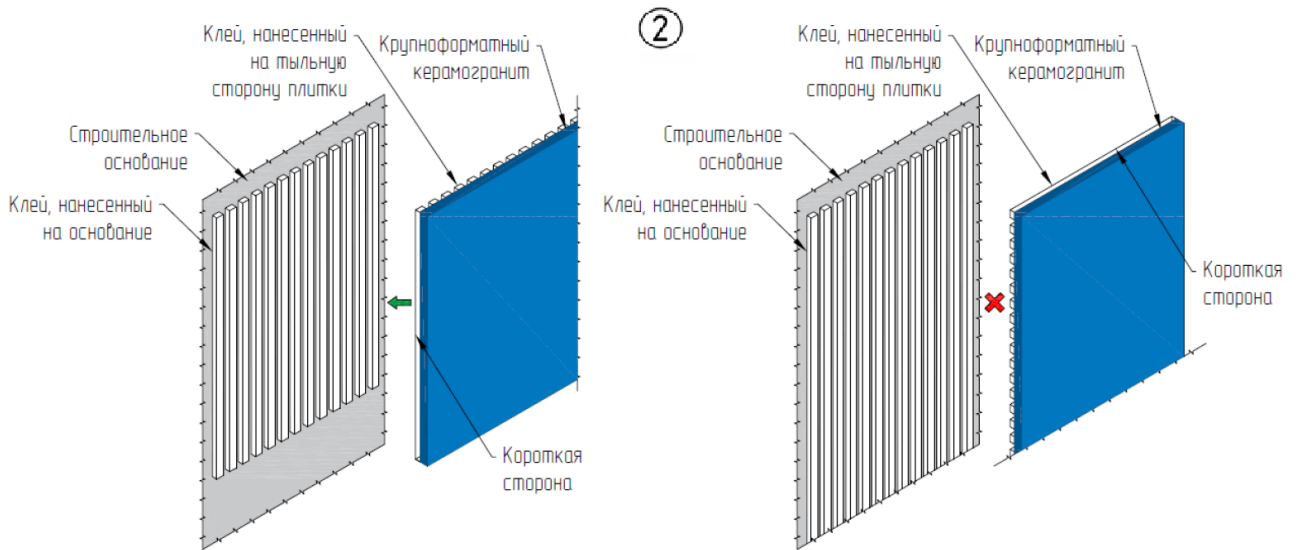 2
Клей, нанесенный
на тыльную
сторону плитки
Крупноформатный
керамогранит
Строительное
основание
Клей, нанесенный
на основание
Короткая
сторона
Клей, нанесенный
на тыльную
сторону плитки
Крупноформатный
керамогранит
Строительное
основание
Клей, нанесенный
на основание
Короткая
сторона